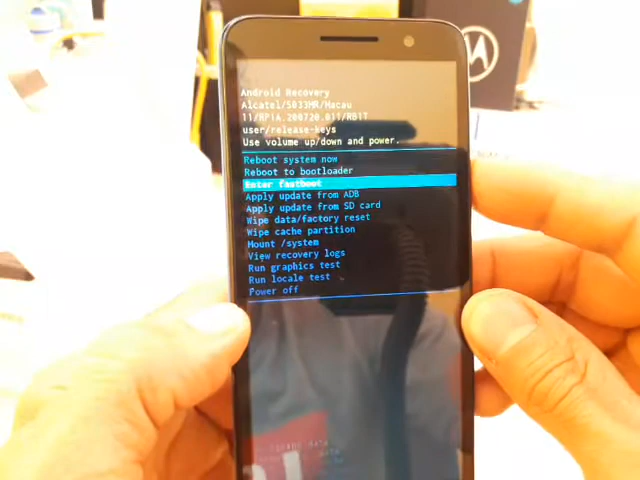 Android Recovery
Alcatel/5033MR/Macau
11/RP1A.200720.011/RB1T
user/release-keys
Use volume up/down and power.
Reboot system now
Reboot to bootloader
Enter fastboot
Apply update from ADB
Apply update from SD card
Wipe data/factory reset
Wipe cache partition
Mount /system
View recovery logs
Run graphics test
Run locale test
Power off